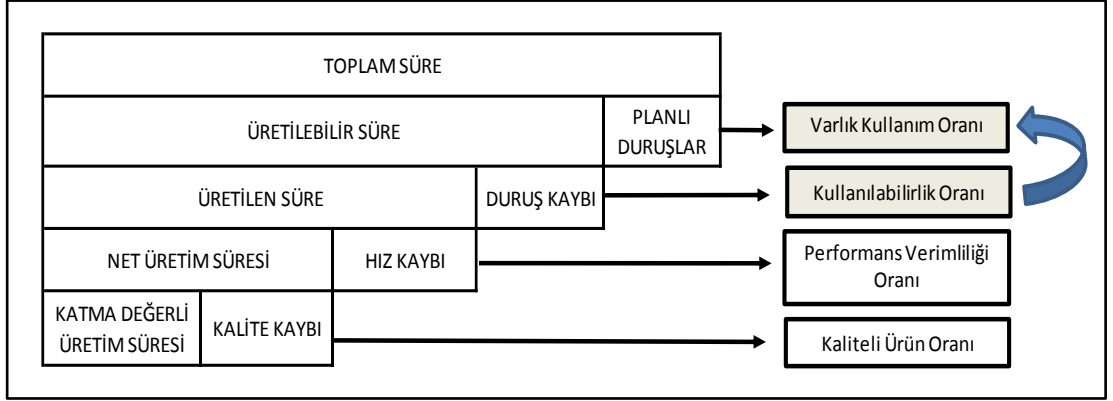 TOPLAM SÜRE
ÜRETİLEBİLİR SÜRE
PLANLI
DURUŞLAR
Varlık Kullanım Oranı
ÜRETİLEN SÜRE
DURUŞ KAYBI
Kullanılabilirlik Oranı
NET ÜRETİM SÜRESİ
HIZ KAYBI
Performans Verimliliği
Oranı
KATMA DEĞERLİ
ÜRETİM SÜRESİ
KALİTE KAYBI
Kaliteli Ürün Oranı